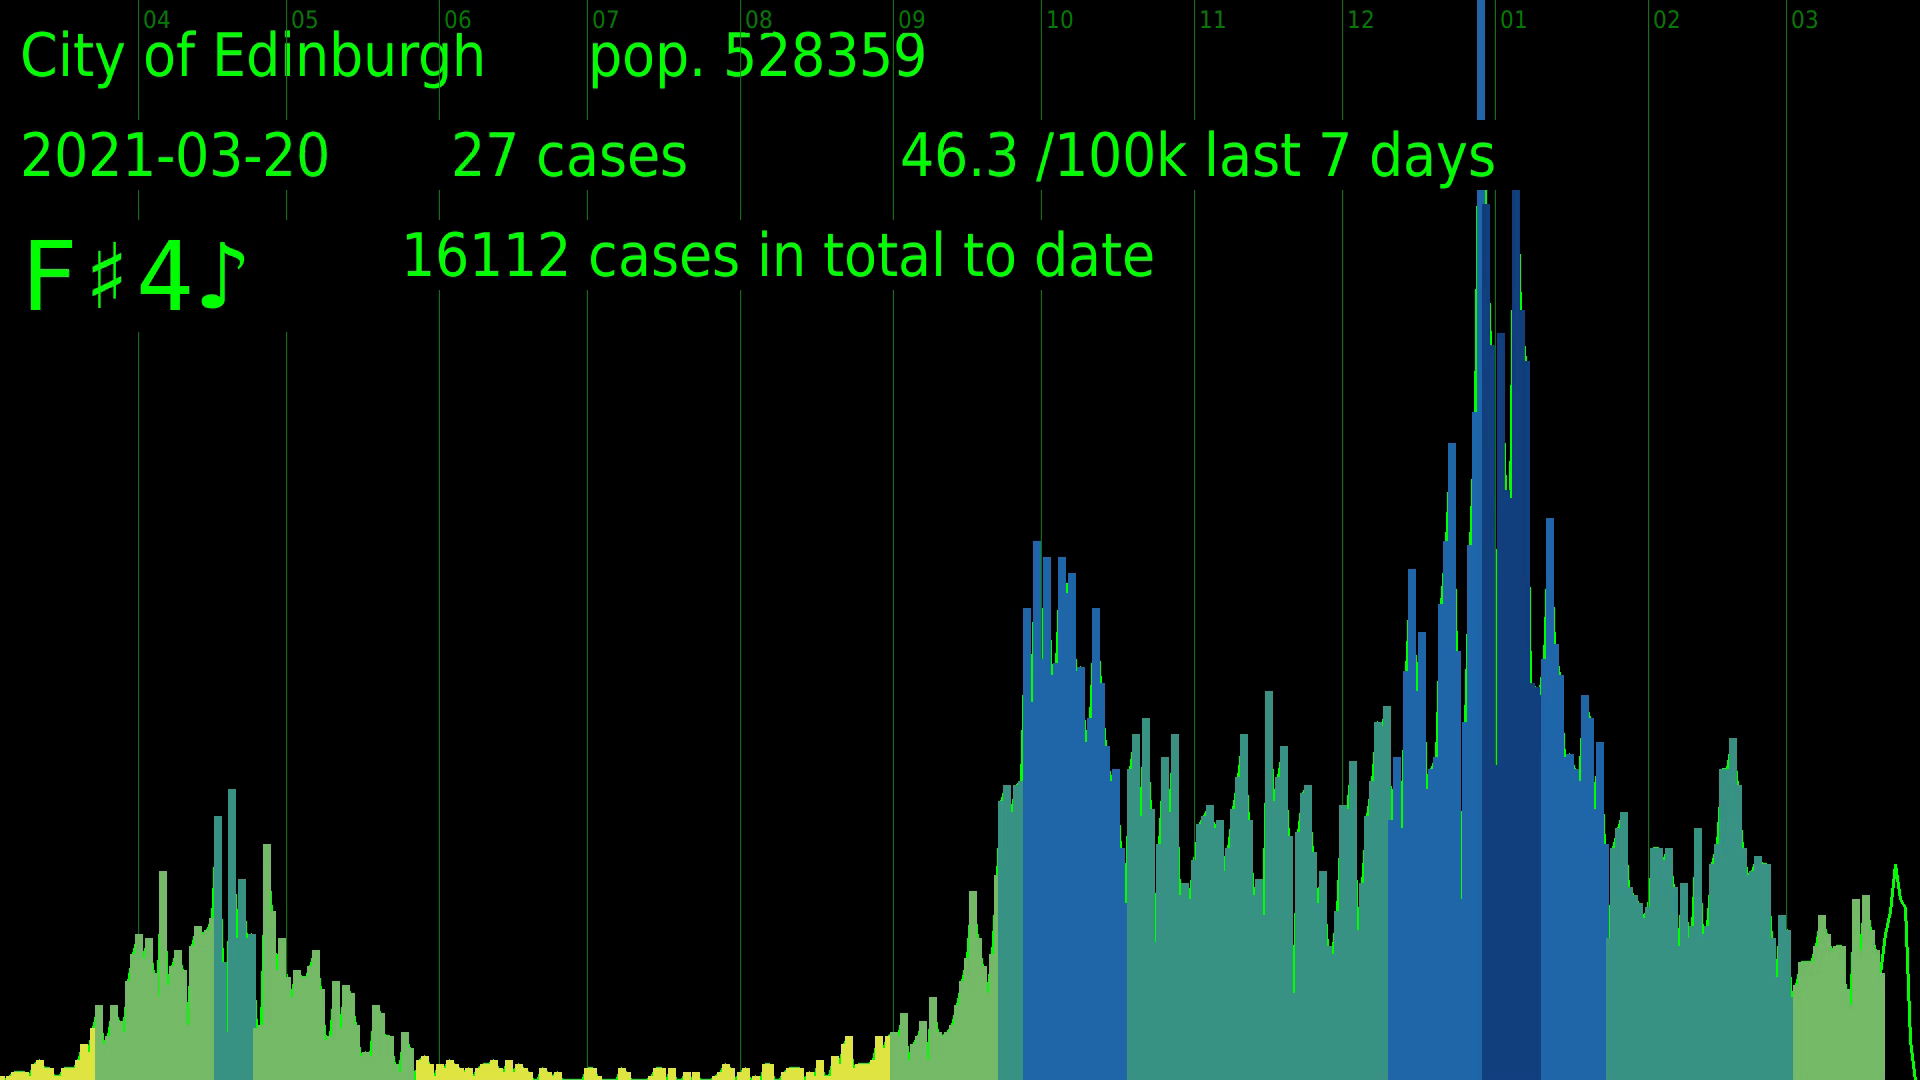 04 05 06 07 08 09 10 11 12 01 02 03
City of Edinburgh pop. 528359
2021-03-20 27 cases 46.3 /100k last 7 days
F♯4♪ 16112 cases in total to date